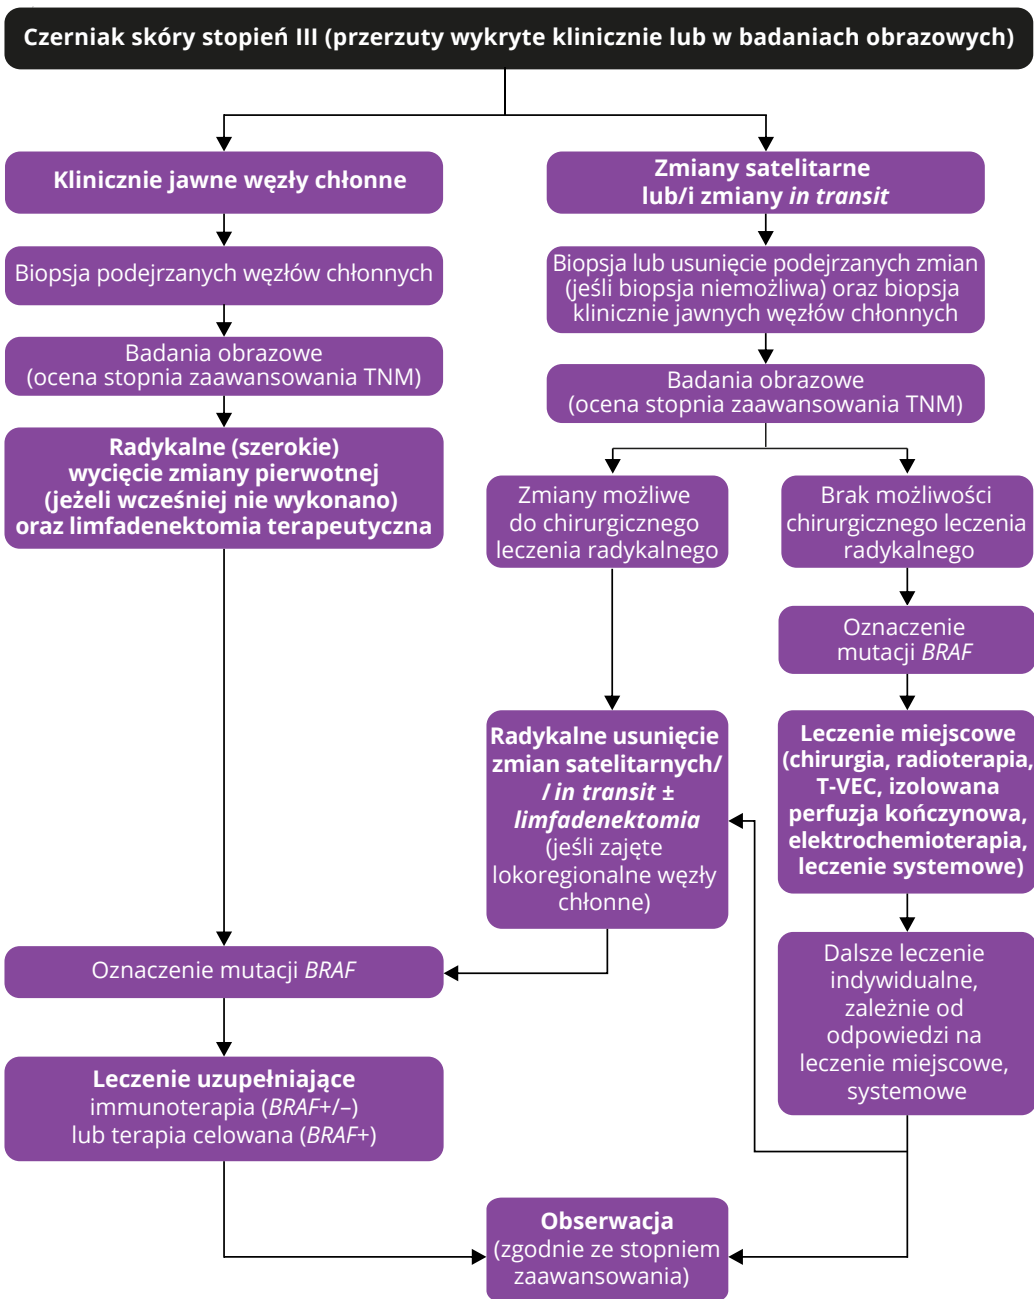 Czerniak skóry stopień III (przerzuty wykryte klinicznie lub w badaniach obrazowych)
Klinicznie jawne węzły chłonne
Biopsja podejrzanych węzłów chłonnych
Badania obrazowe
(ocena stopnia zaawansowania TNM)
Radykalne (szerokie)
wycięcie zmiany pierwotnej
(jeżeli wcześniej nie wykonano)
oraz limfadenektomia terapeutyczna
Zmiany satelitarne
lub/i zmiany in transit
Biopsja lub usunięcie podejrzanych zmian
(jeśli biopsja niemożliwa) oraz biopsja
klinicznie jawnych węzłów chłonnych
Badania obrazowe
(ocena stopnia zaawansowania TNM)
Zmiany możliwe
do chirurgicznego
leczenia radykalnego
Brak możliwości
chirurgicznego leczenia
radykalnego
Oznaczenie
mutacji BRAF
Radykalne usunięcie
zmian satelitarnych/
/ in transit ±
limfadenektomia
(jeśli zajęte
lokoregionalne węzły
chłonne)
Leczenie miejscowe
(chirurgia, radioterapia,
T-VEC, izolowana
perfuzja kończynowa,
elektrochemioterapia,
leczenie systemowe)
Dalsze leczenie
indywidualne,
zależnie od
odpowiedzi na
leczenie miejscowe,
systemowe
Oznaczenie mutacji BRAF
Leczenie uzupełniające
immunoterapia (BRAF+/–)
lub terapia celowana (BRAF+)
Obserwacja
(zgodnie ze stopniem
zaawansowania)